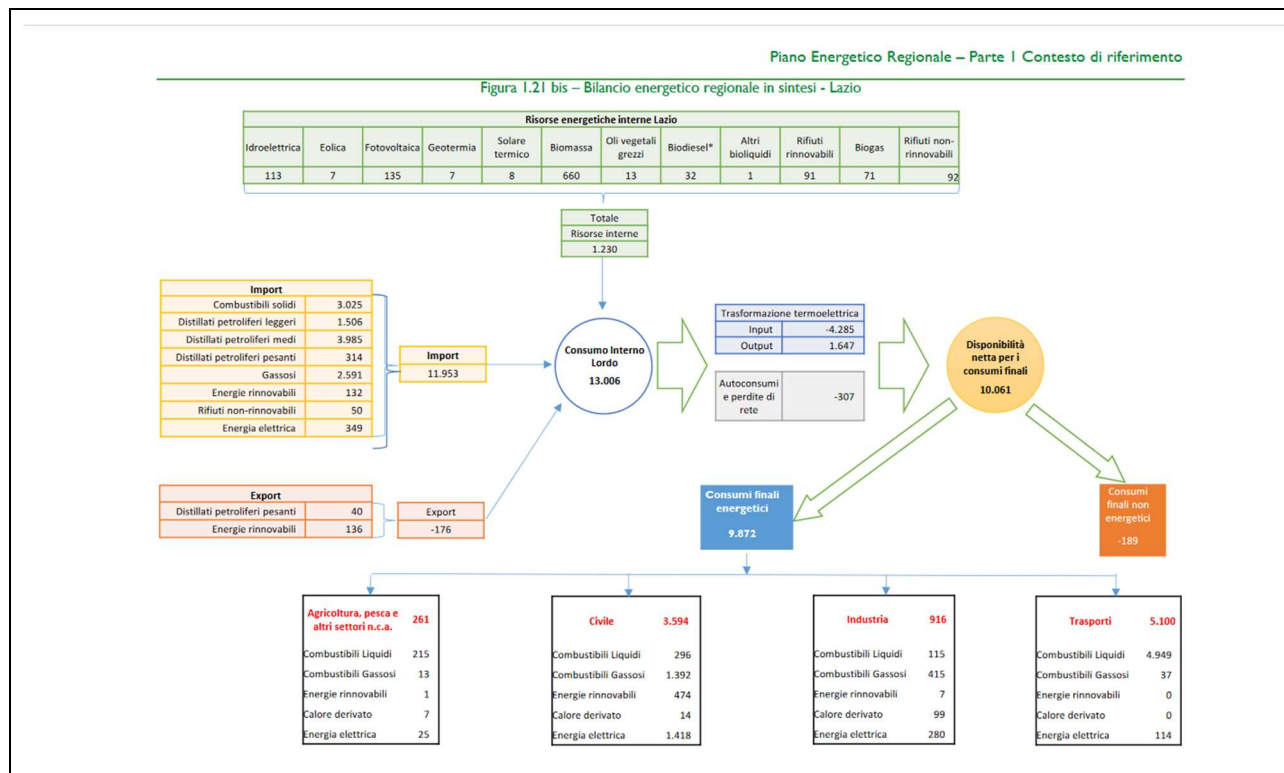 Piano Energetico Regionale – Parte 1 Contesto di riferimento
Figura 1.21 bis – Bilancio energetico regionale in sintesi - Lazio
Risorse energetiche interne Lazio
Idroelettrica Eolica Fotovoltaica Geotermia Solare termico Biomassa Oli vegetali grezzi Biodiesel* Altri bioliquidi Rifiuti rinnovabili Biogas Rifiuti non-rinnovabili
113 7 135 7 8 660 13 32 1 91 71 92
Totale
Risorse interne
1.230
Import
Combustibili solidi 3.025
Distillati petroliferi leggeri 1.506
Distillati petroliferi medi 3.985
Distillati petroliferi pesanti 314
Gassosi 2.591
Energie rinnovabili 132
Rifiuti non-rinnovabili 50
Energia elettrica 349
Import
11.953
Consumo Interno
Lordo
13.006
Trasformazione termoelettrica
Input -4.285
Output 1.647
Autoconsumi
e perdite di
rete
-307
Disponibilità
netta per i
consumi finali
10.061
Export
Distillati petroliferi pesanti 40
Energie rinnovabili 136
Export
-176
Consumi finali
energetici
9.872
Consumi
finali non
energetici
-189
Agricoltura, pesca e
altri settori n.c.a.
261
Combustibili Liquidi 215
Combustibili Gassosi 13
Energie rinnovabili 1
Calore derivato 7
Energia elettrica 25
Civile 3.594
Combustibili Liquidi 296
Combustibili Gassosi 1.392
Energie rinnovabili 474
Calore derivato 14
Energia elettrica 1.418
Industria 916
Combustibili Liquidi 115
Combustibili Gassosi 415
Energie rinnovabili 7
Calore derivato 99
Energia elettrica 280
Trasporti 5.100
Combustibili Liquidi 4.949
Combustibili Gassosi 37
Energie rinnovabili 0
Calore derivato 0
Energia elettrica 114